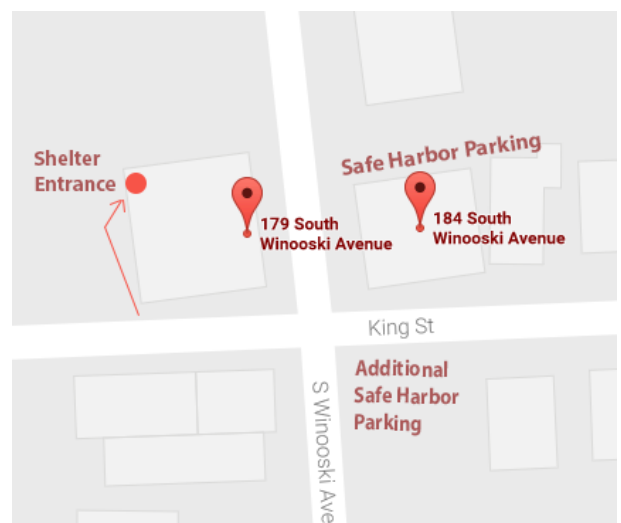 Safe Harbor Parking
Shelter
Entrance
179 South
Winooski Avenue
184 South
Winooski Avenue
King St
Additional
Safe Harbor
Parking
S Winooski Ave